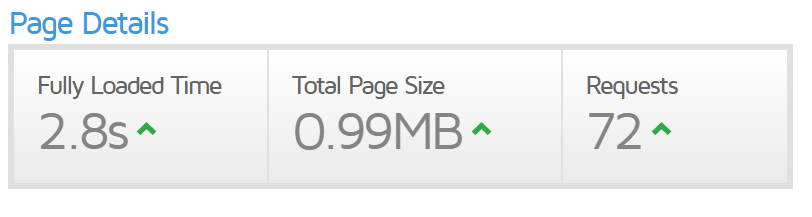 Page Details
Fully Loaded Time Total Page Size Requests
2.8s 0.99MB 72